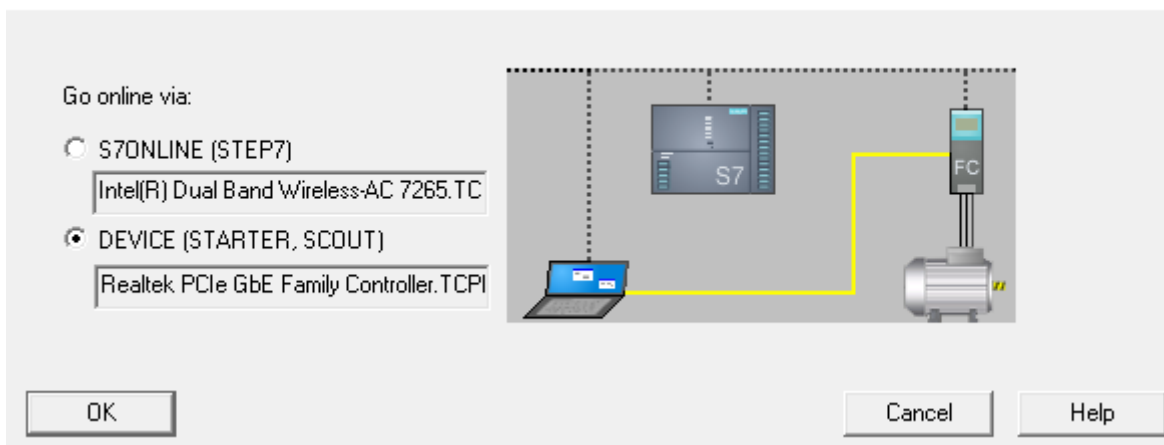 Go online via:
S7ONLINE (STEP7)
Intel(R) Dual Band Wireless-AC 7265.TC
DEVICE (STARTER, SCOUT)
Realtek PCIe GbE Family Controller.TCPI
S7
FC
OK
Cancel
Help